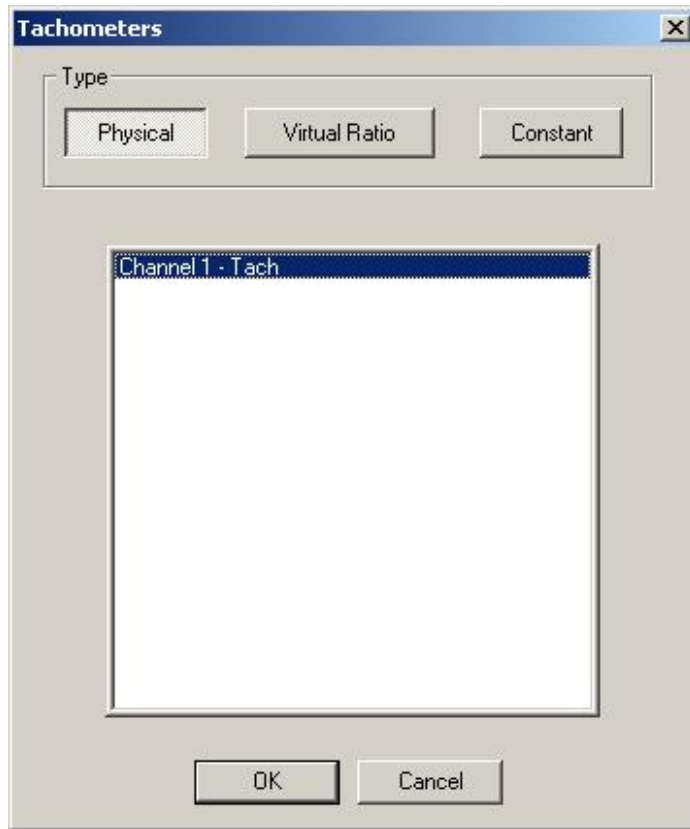 Tachometers
Type
Physical Virtual Ratio Constant
Channel 1 - Tach
OK Cancel